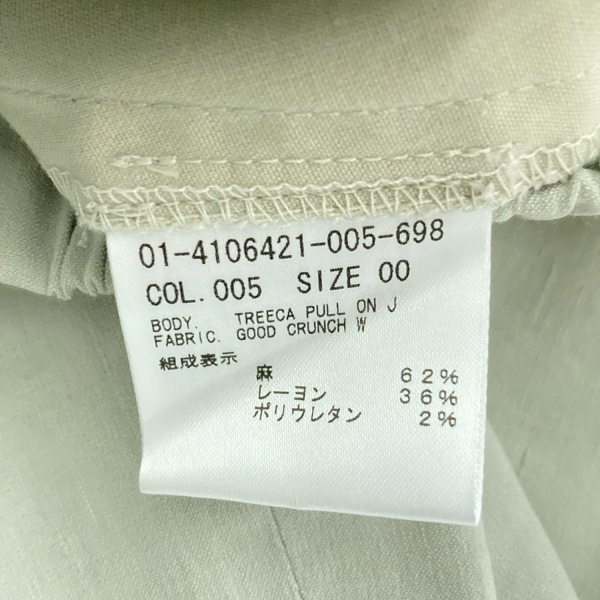 01-4106421-005-698
COL.005 SIZE 00
BODY. TREECA PULL ON J
FABRIC. GOOD CRUNCH W
組成表示
麻 62%
レーヨン 36%
ポリウレタン 2%